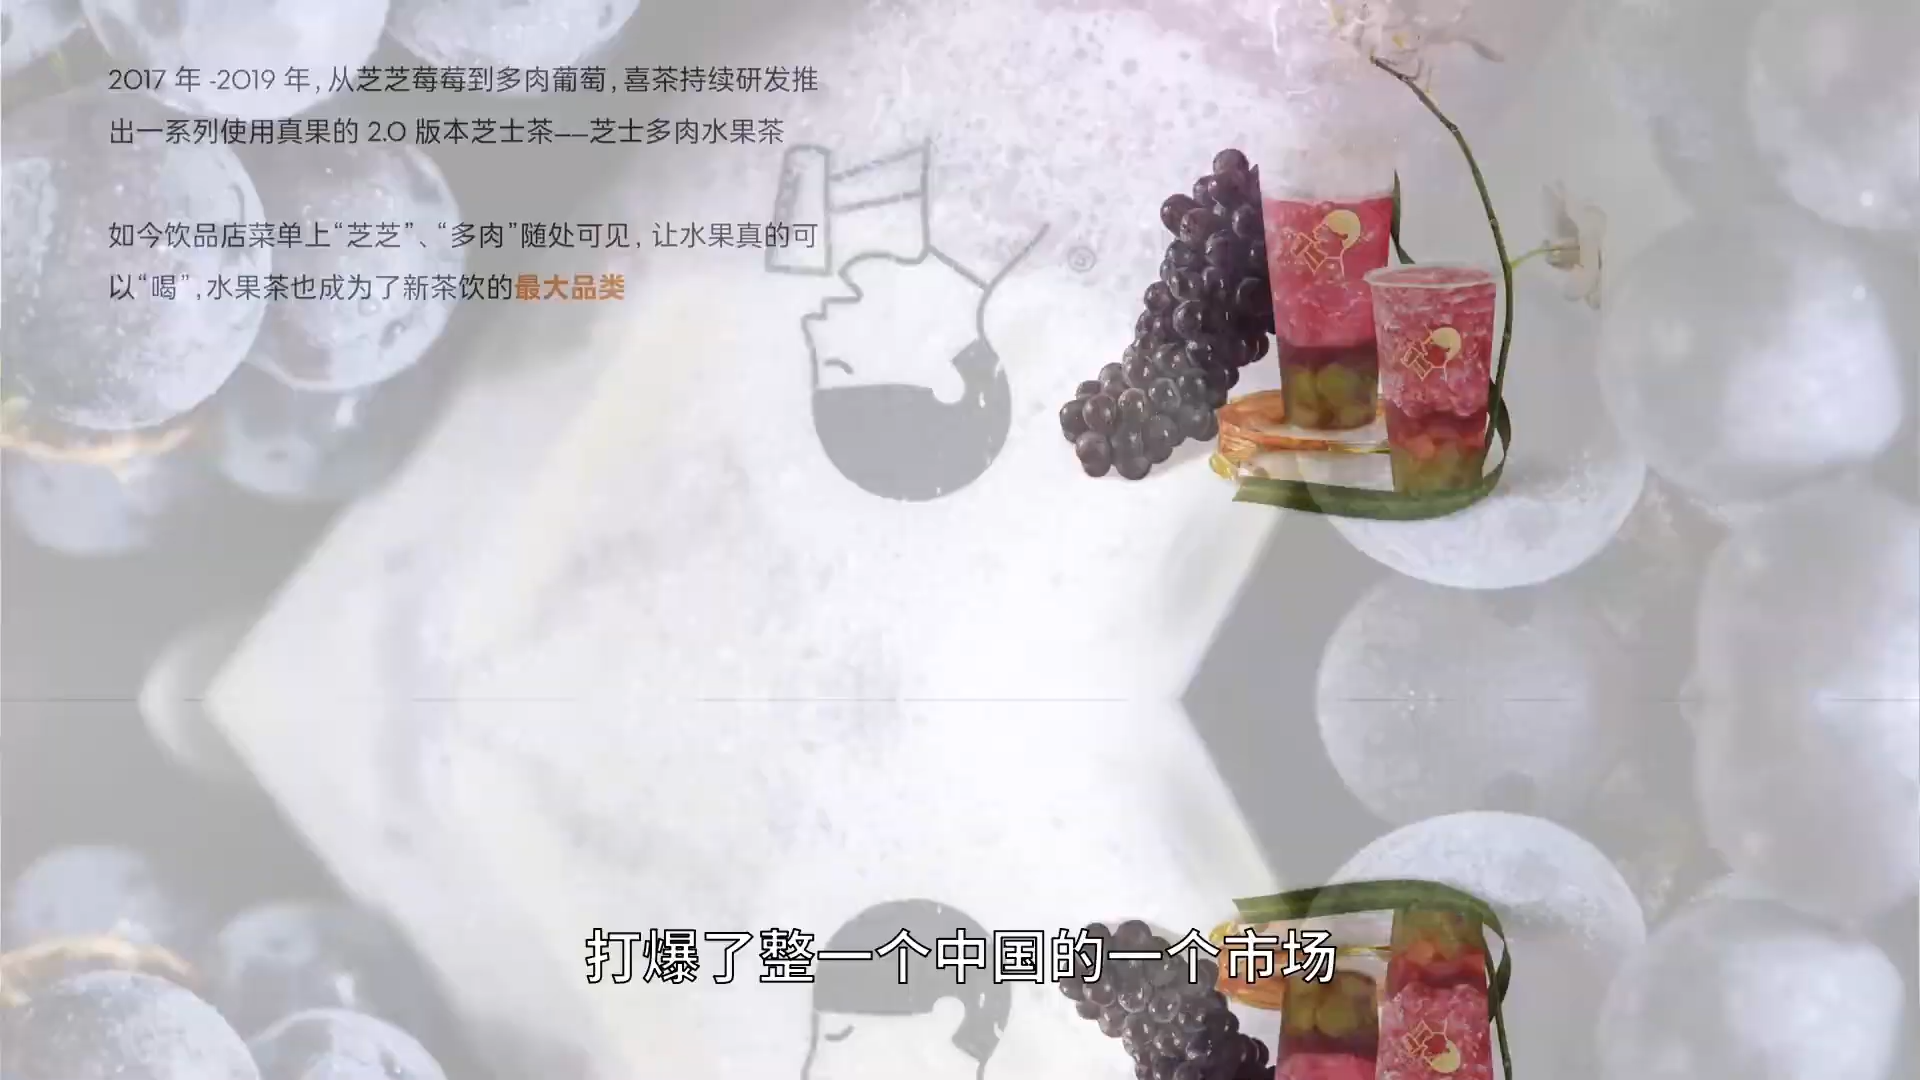 2017 年 -2019 年, 从芝芝莓莓到多肉葡萄, 喜茶持续研发推
出一系列使用真果的 2.0 版本芝士茶——芝士多肉水果茶
如今饮品店菜单上“芝芝”、“多肉”随处可见, 让水果真的可
以“喝”, 水果茶也成为了新茶饮的最大品类
®
打爆了整一个中国的一个市场